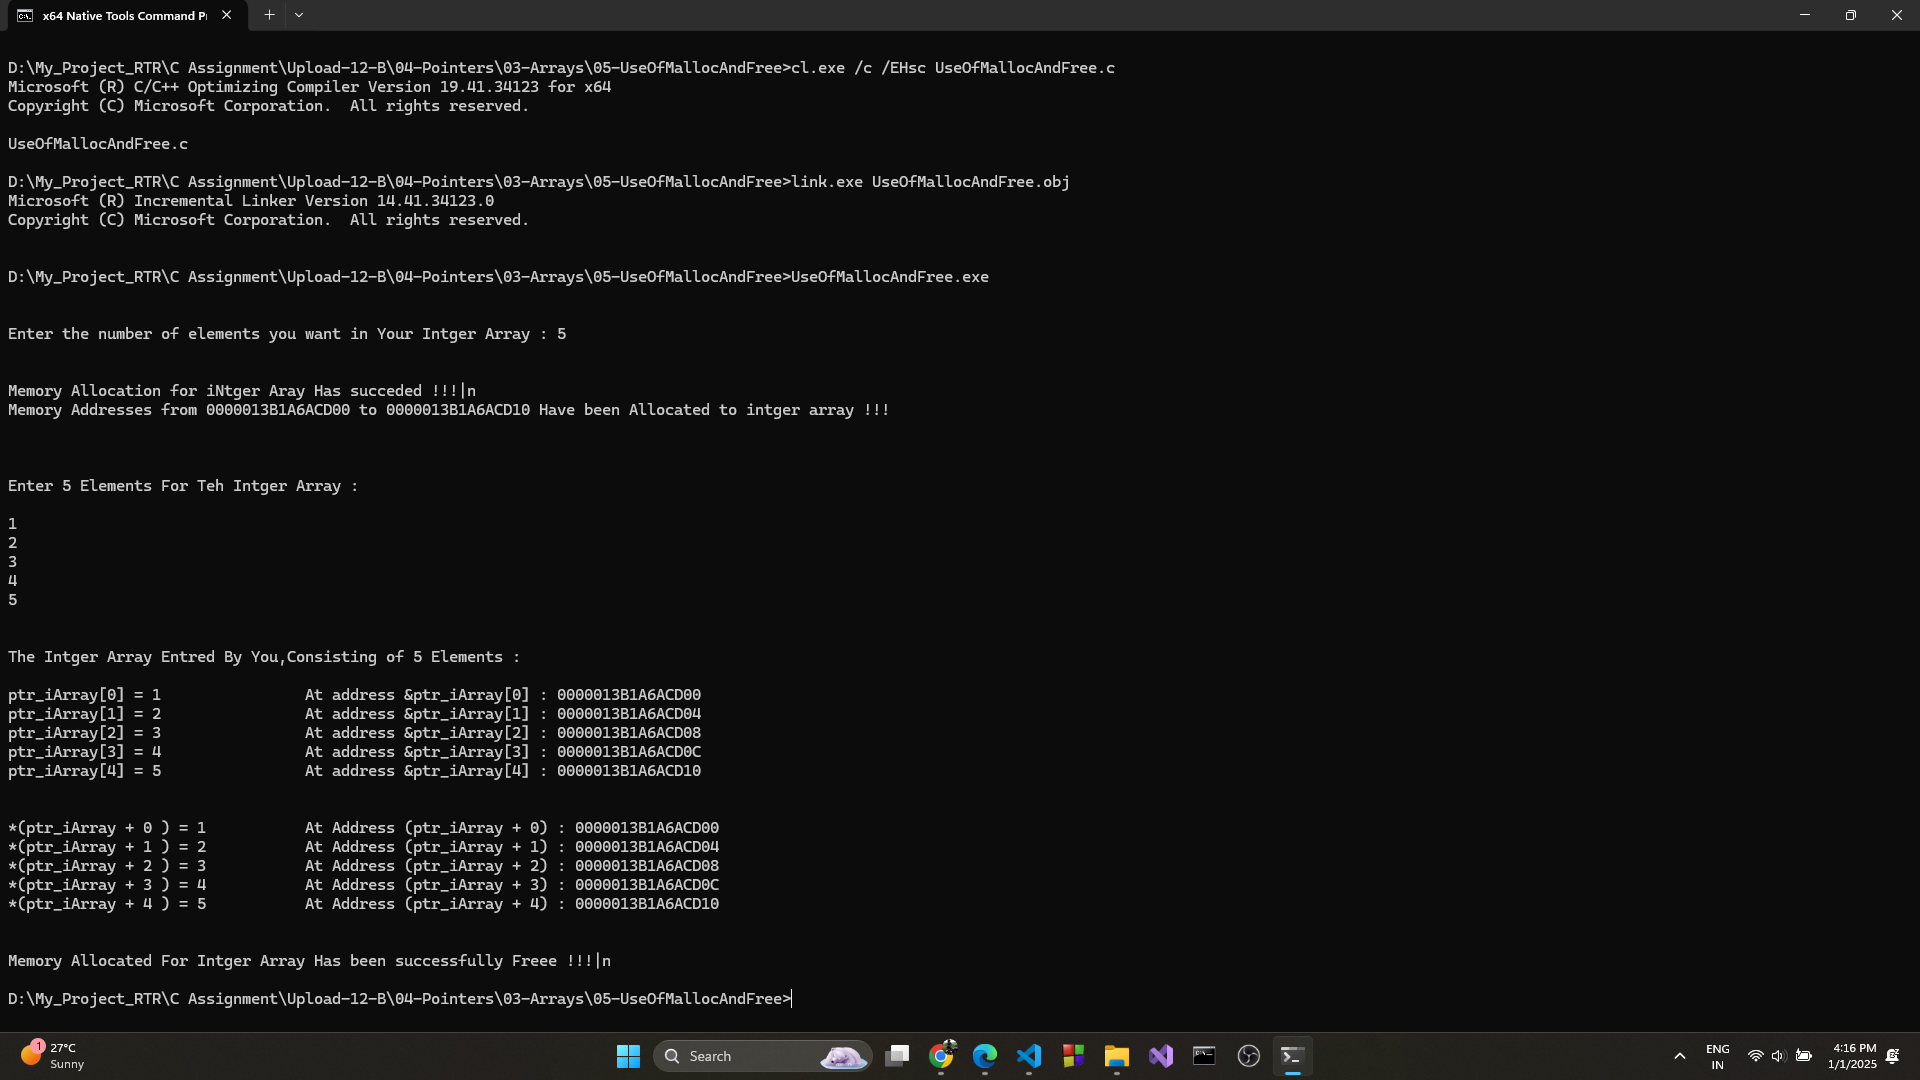 x64 Native Tools Command P
D:\My_Project_RTR\C Assignment\Upload-12-B\04-Pointers\03-Arrays\05-UseOfMallocAndFree>cl.exe /c /EHsc UseOfMallocAndFree.c
Microsoft (R) C/C++ Optimizing Compiler Version 19.41.34123 for x64
Copyright (C) Microsoft Corporation.  All rights reserved.
UseOfMallocAndFree.c
D:\My_Project_RTR\C Assignment\Upload-12-B\04-Pointers\03-Arrays\05-UseOfMallocAndFree>link.exe UseOfMallocAndFree.obj
Microsoft (R) Incremental Linker Version 14.41.34123.0
Copyright (C) Microsoft Corporation.  All rights reserved.
D:\My_Project_RTR\C Assignment\Upload-12-B\04-Pointers\03-Arrays\05-UseOfMallocAndFree>UseOfMallocAndFree.exe
Enter the number of elements you want in Your Intger Array : 5
Memory Allocation for iNtger Aray Has succeded !!!|n
Memory Addresses from 0000013B1A6ACD00 to 0000013B1A6ACD10 Have been Allocated to intger array !!!
Enter 5 Elements For Teh Intger Array :
1
2
3
4
5
The Intger Array Entred By You,Consisting of 5 Elements :
ptr_iArray[0] = 1                At address &ptr_iArray[0] : 0000013B1A6ACD00
ptr_iArray[1] = 2                At address &ptr_iArray[1] : 0000013B1A6ACD04
ptr_iArray[2] = 3                At address &ptr_iArray[2] : 0000013B1A6ACD08
ptr_iArray[3] = 4                At address &ptr_iArray[3] : 0000013B1A6ACD0C
ptr_iArray[4] = 5                At address &ptr_iArray[4] : 0000013B1A6ACD10
*(ptr_iArray + 0 ) = 1           At Address (ptr_iArray + 0) : 0000013B1A6ACD00
*(ptr_iArray + 1 ) = 2           At Address (ptr_iArray + 1) : 0000013B1A6ACD04
*(ptr_iArray + 2 ) = 3           At Address (ptr_iArray + 2) : 0000013B1A6ACD08
*(ptr_iArray + 3 ) = 4           At Address (ptr_iArray + 3) : 0000013B1A6ACD0C
*(ptr_iArray + 4 ) = 5           At Address (ptr_iArray + 4) : 0000013B1A6ACD10
Memory Allocated For Intger Array Has been successfully Freee !!!|n
D:\My_Project_RTR\C Assignment\Upload-12-B\04-Pointers\03-Arrays\05-UseOfMallocAndFree>
1
27°C
Sunny
Search
ENG
IN
4:16 PM
1/1/2025